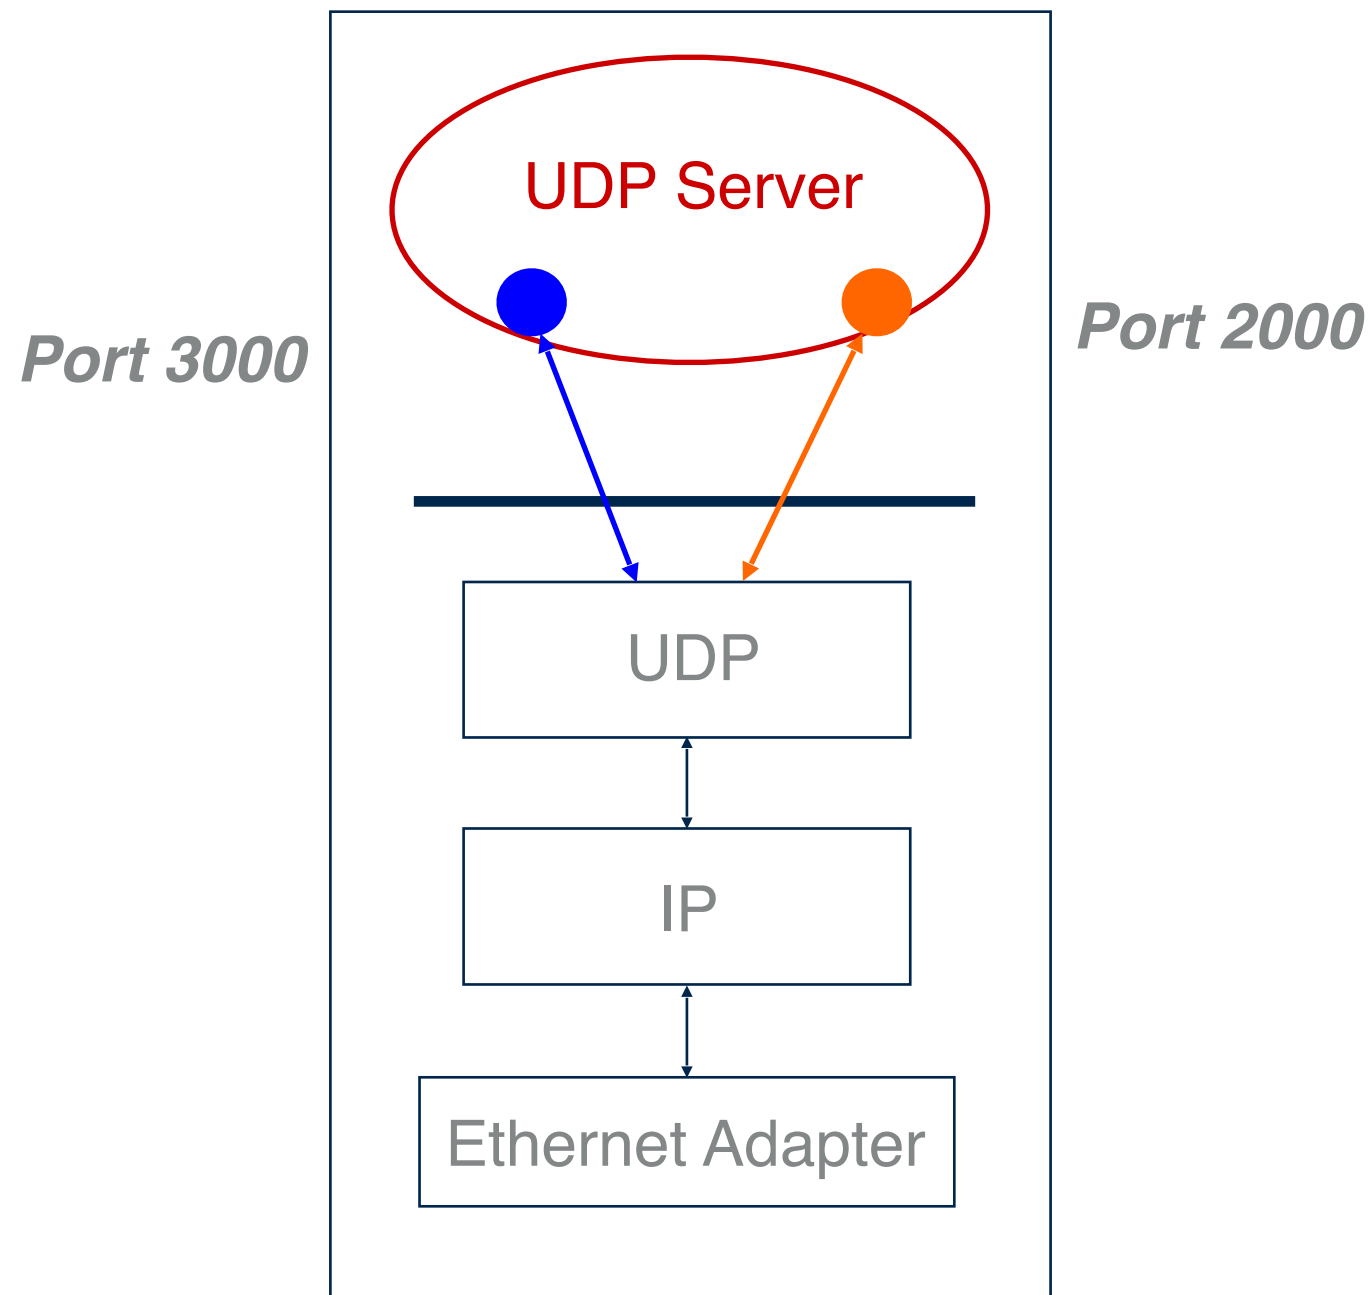 UDP Server
Port 3000
Port 2000
UDP
IP
Ethernet Adapter